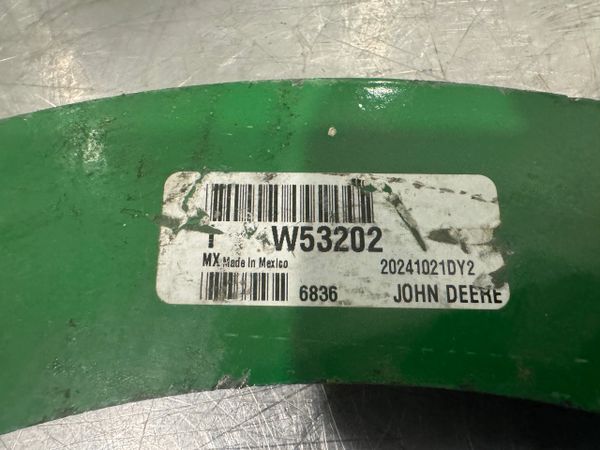 W53202
MX Made In Mexico 20241021DY2
6836 JOHN DEERE